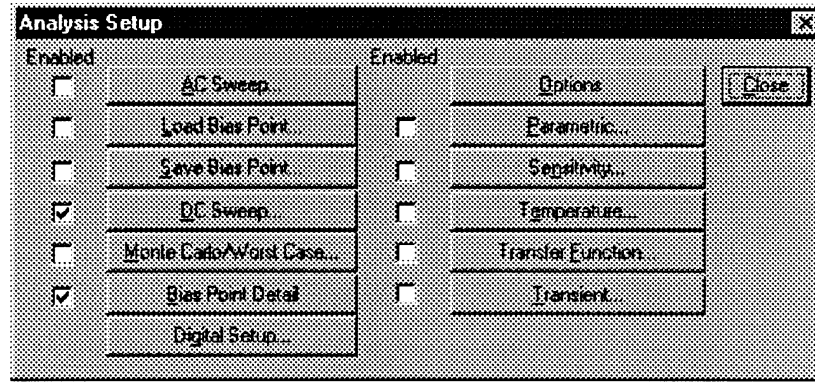 Analysis Setup
Enabled
Enabled
AC Sweep...
Options
Close
Load Bias Point...
Parametric...
Save Bias Point...
Sensitivity...
DC Sweep...
Temperature...
Monte Carlo/Worst Case...
Transfer Function...
Bias Point Detail
Transient...
Digital Setup...